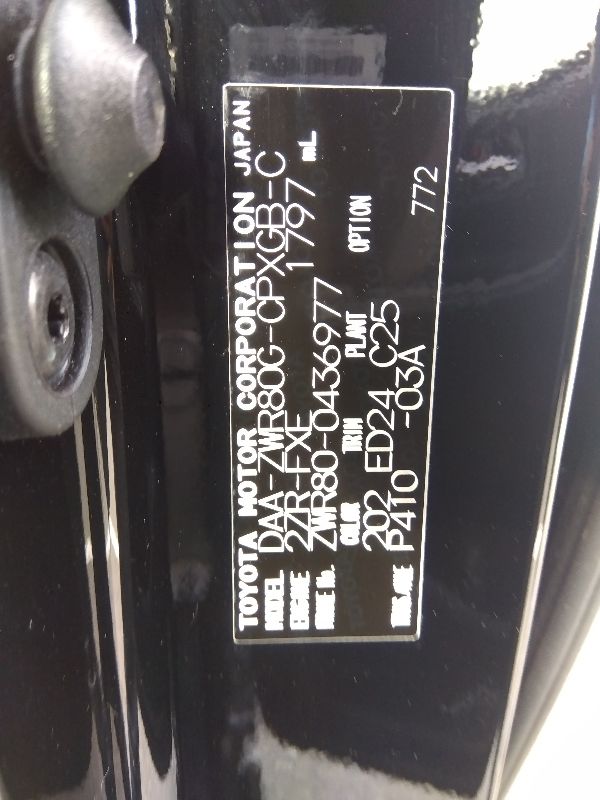 TOYOTA MOTOR CORPORATION JAPAN
MODEL DAA-ZWR80G-CPXGB-C
ENGINE 2ZR-FXE 1797 mL
FRAME No. ZWR80-0436977
COLOR TRIM PLANT OPTION
202 ED24 C25
TRANS./AXLE P410 -03A 772